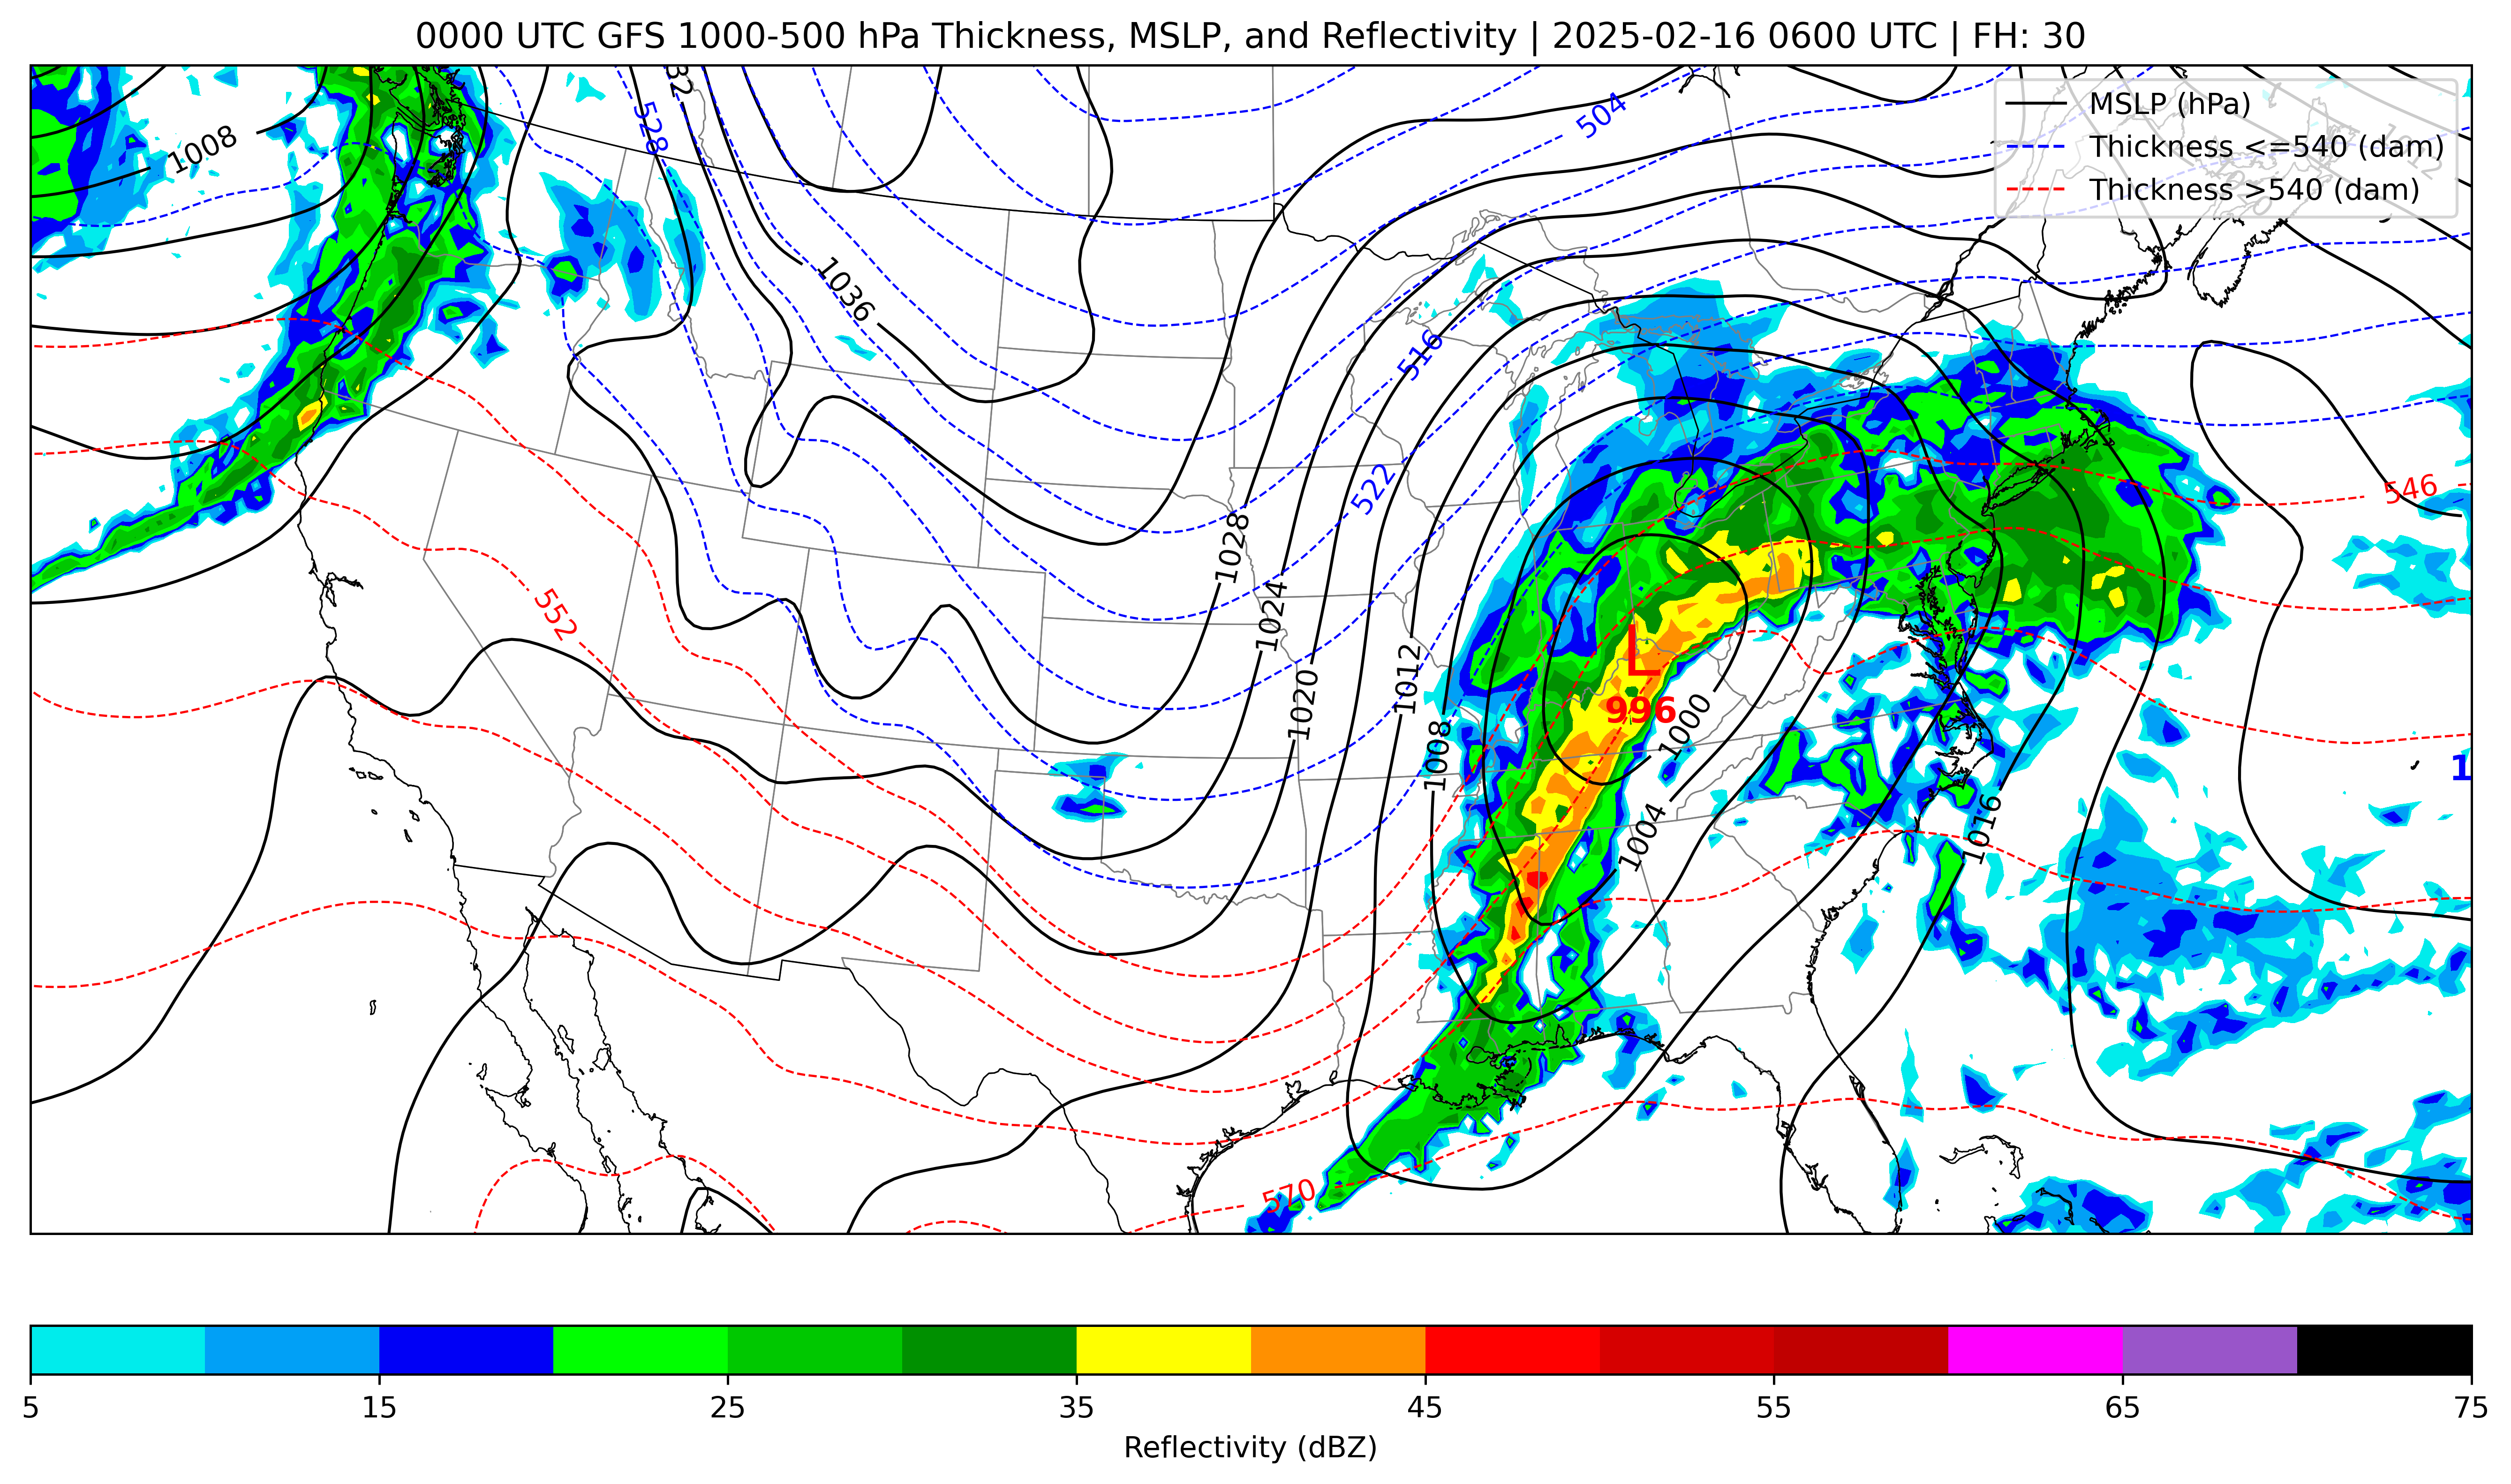 0000 UTC GFS 1000-500 hPa Thickness, MSLP, and Reflectivity | 2025-02-16 0600 UTC | FH: 30
MSLP (hPa)
Thickness <=540 (dam)
Thickness >540 (dam)
1008
528
504
1012
1036
516
522
546
1028
552
1024
1020
1012
L
996
1000
1008
1004
1016
1
570
5 15 25 35 45 55 65 75
Reflectivity (dBZ)